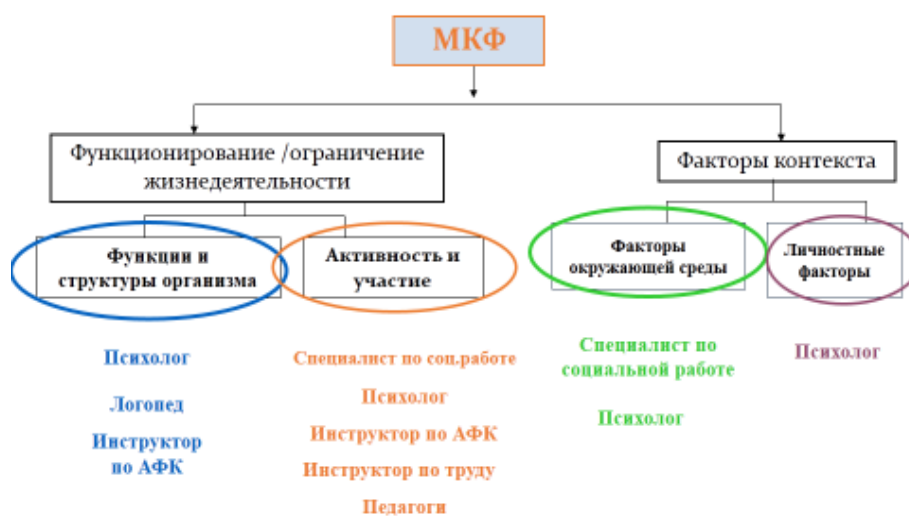 МКФ
Функционирование /ограничение
жизнедеятельности
Факторы контекста
Функции и
структуры организма
Активность и
участие
Факторы
окружающей среды
Личностные
факторы
Психолог
Логопед
Инструктор
по АФК
Специалист по соц.работе
Психолог
Инструктор по АФК
Инструктор по труду
Педагоги
Специалист по
социальной работе
Психолог
Психолог